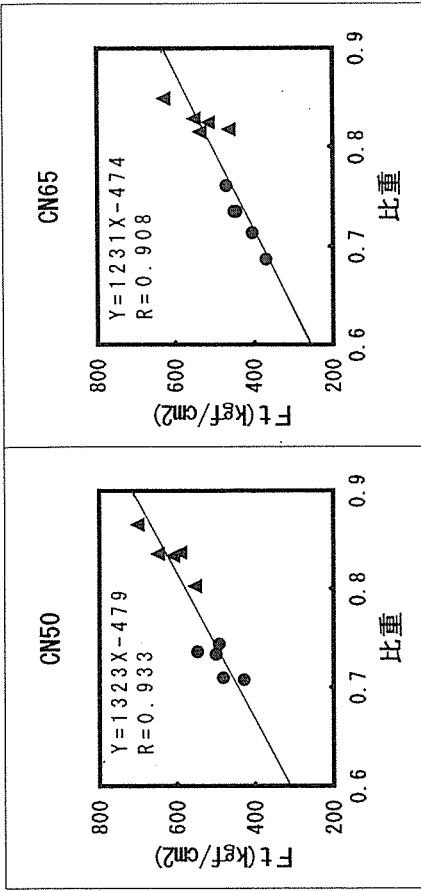 CN50
Y=1323X-479
R=0.933
800
600
400
200
Ft(kgf/cm2)
0.6
0.7
0.8
0.9
比重
CN65
Y=1231X-474
R=0.908
800
600
400
200
Ft(kgf/cm2)
0.6
0.7
0.8
0.9
比重